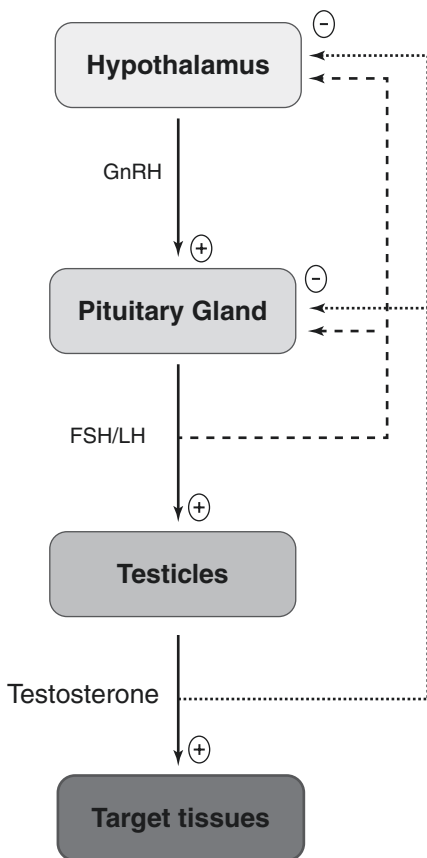 −
Hypothalamus
GnRH
+
−
Pituitary Gland
FSH/LH
+
Testicles
Testosterone
+
Target tissues